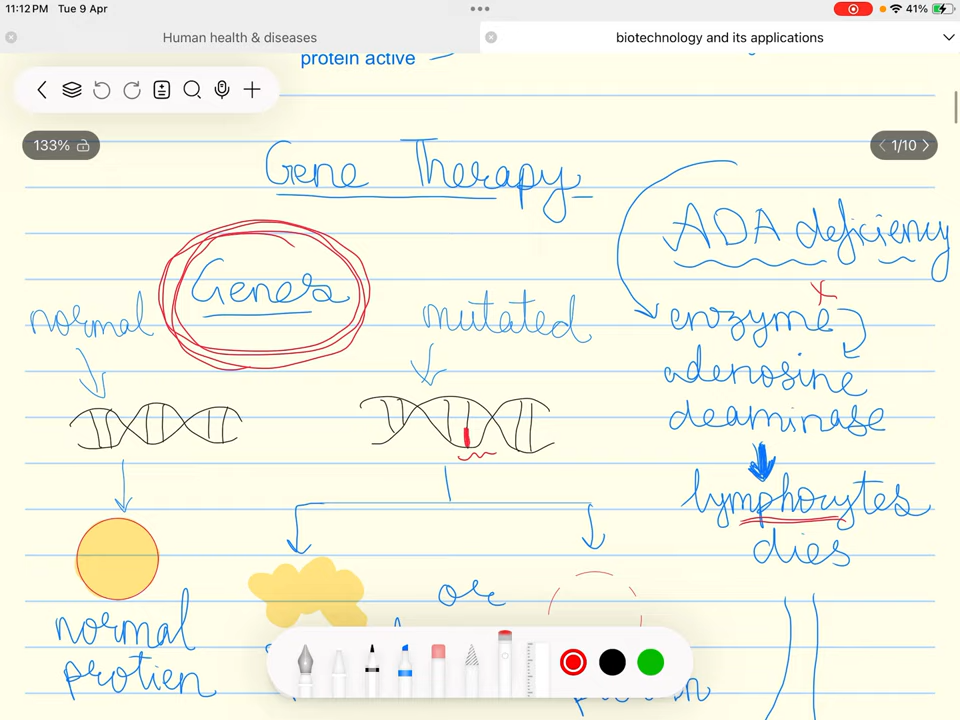 11:12 PM Tue 9 Apr
41%
Human health & diseases
biotechnology and its applications
protein active
133%
1/10
Gene Therapy
ADA deficiency
Genes
normal
mutated
enzyme
adenosine
deaminase
lymphocytes
dies
or
normal
protien